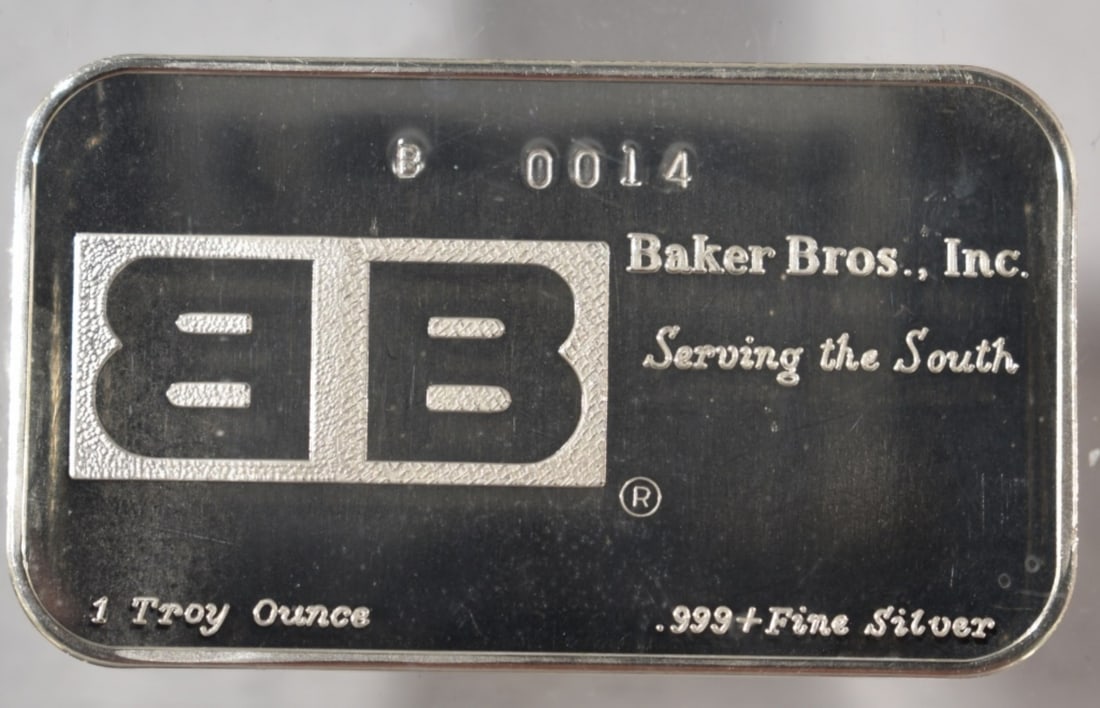 B 0014
BB
Baker Bros., Inc.
Serving the South
®
1 Troy Ounce
.999+Fine Silver